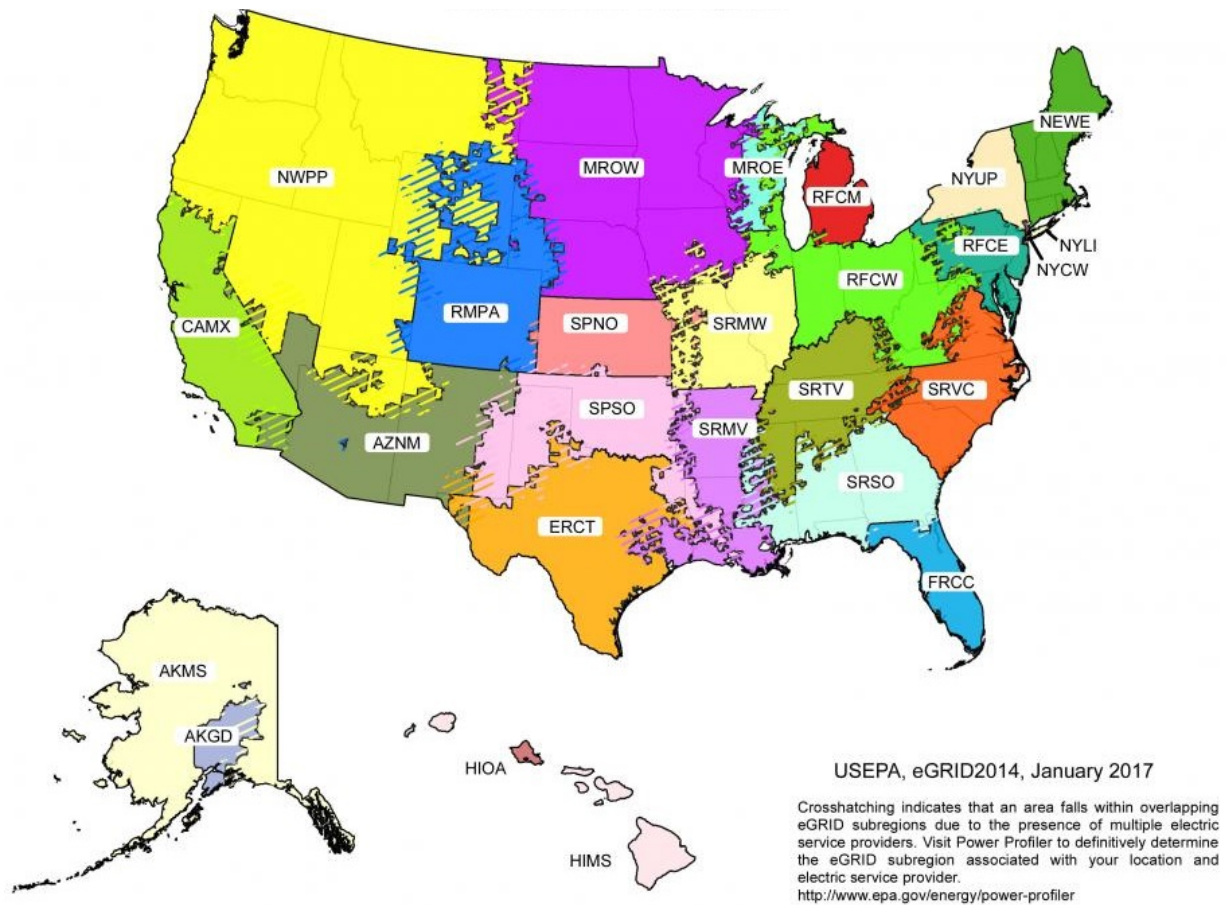 NEWE
NWPP
MROW
MROE
NYUP
RFCM
RFCE
NYLI
NYCW
RFCW
RMPA
SPNO
SRMW
CAMX
SRTV
SRVC
SPSO
SRMV
AZNM
SRSO
ERCT
FRCC
AKMS
AKGD
HIOA
HIMS
USEPA, eGRID2014, January 2017
Crosshatching indicates that an area falls within overlapping
eGRID subregions due to the presence of multiple electric
service providers. Visit Power Profiler to definitively determine
the eGRID subregion associated with your location and
electric service provider.
http://www.epa.gov/energy/power-profiler